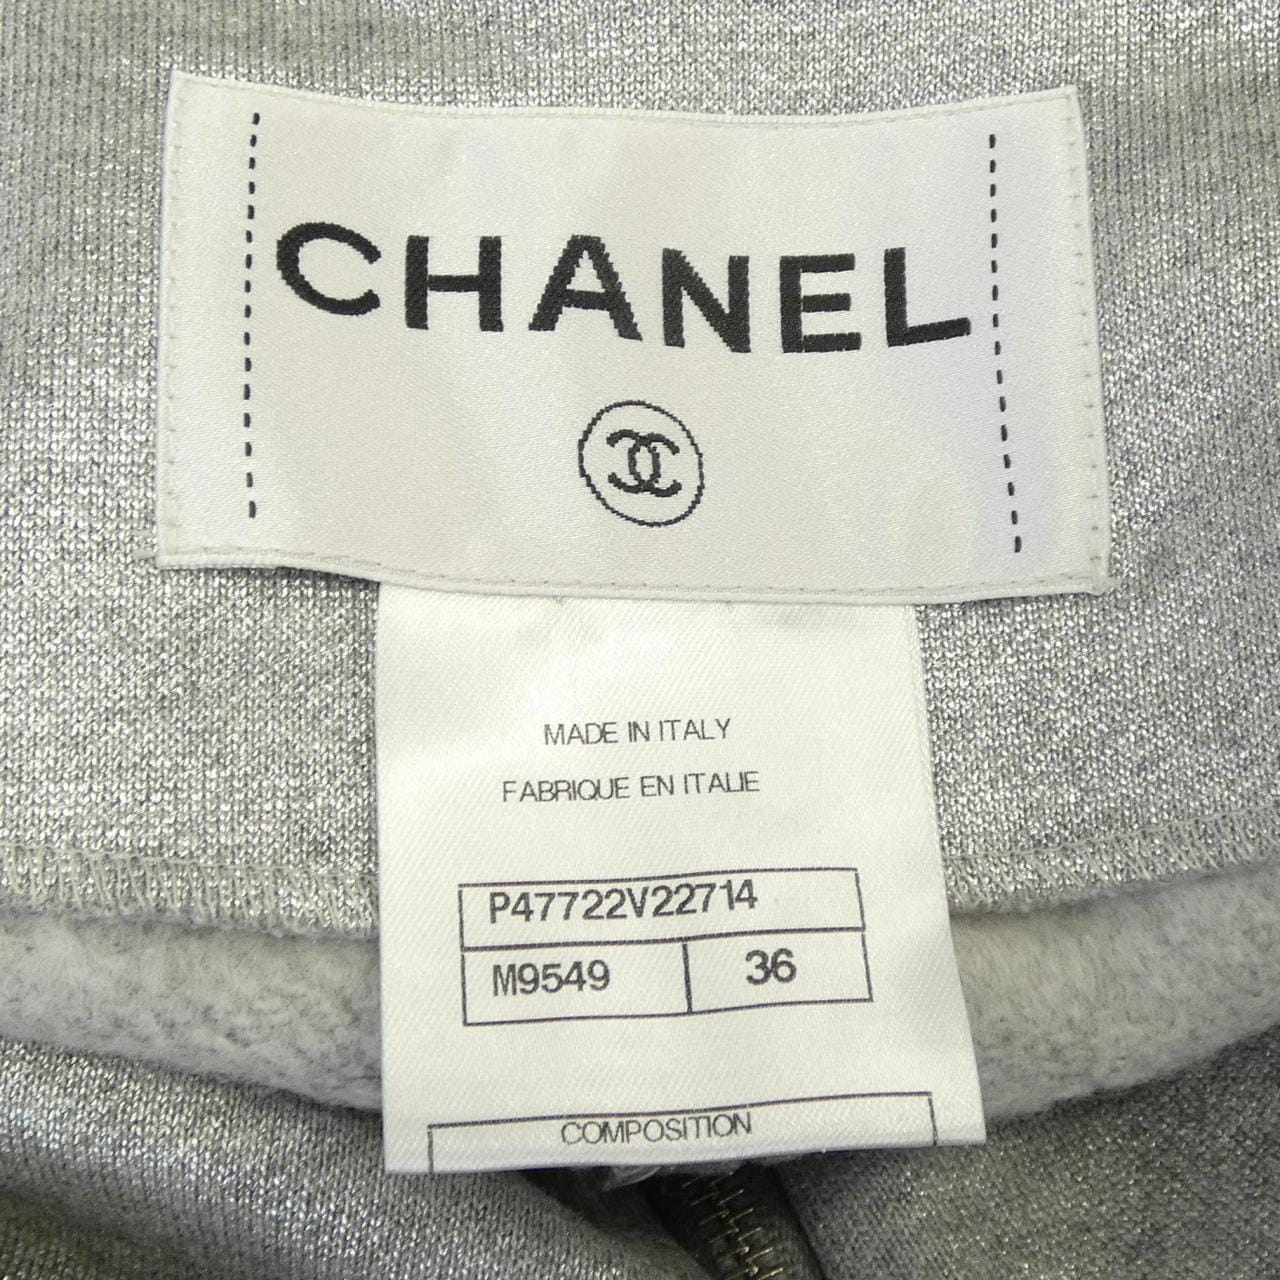 CHANEL
MADE IN ITALY
FABRIQUE EN ITALIE
P47722V22714
M9549 36
COMPOSITION